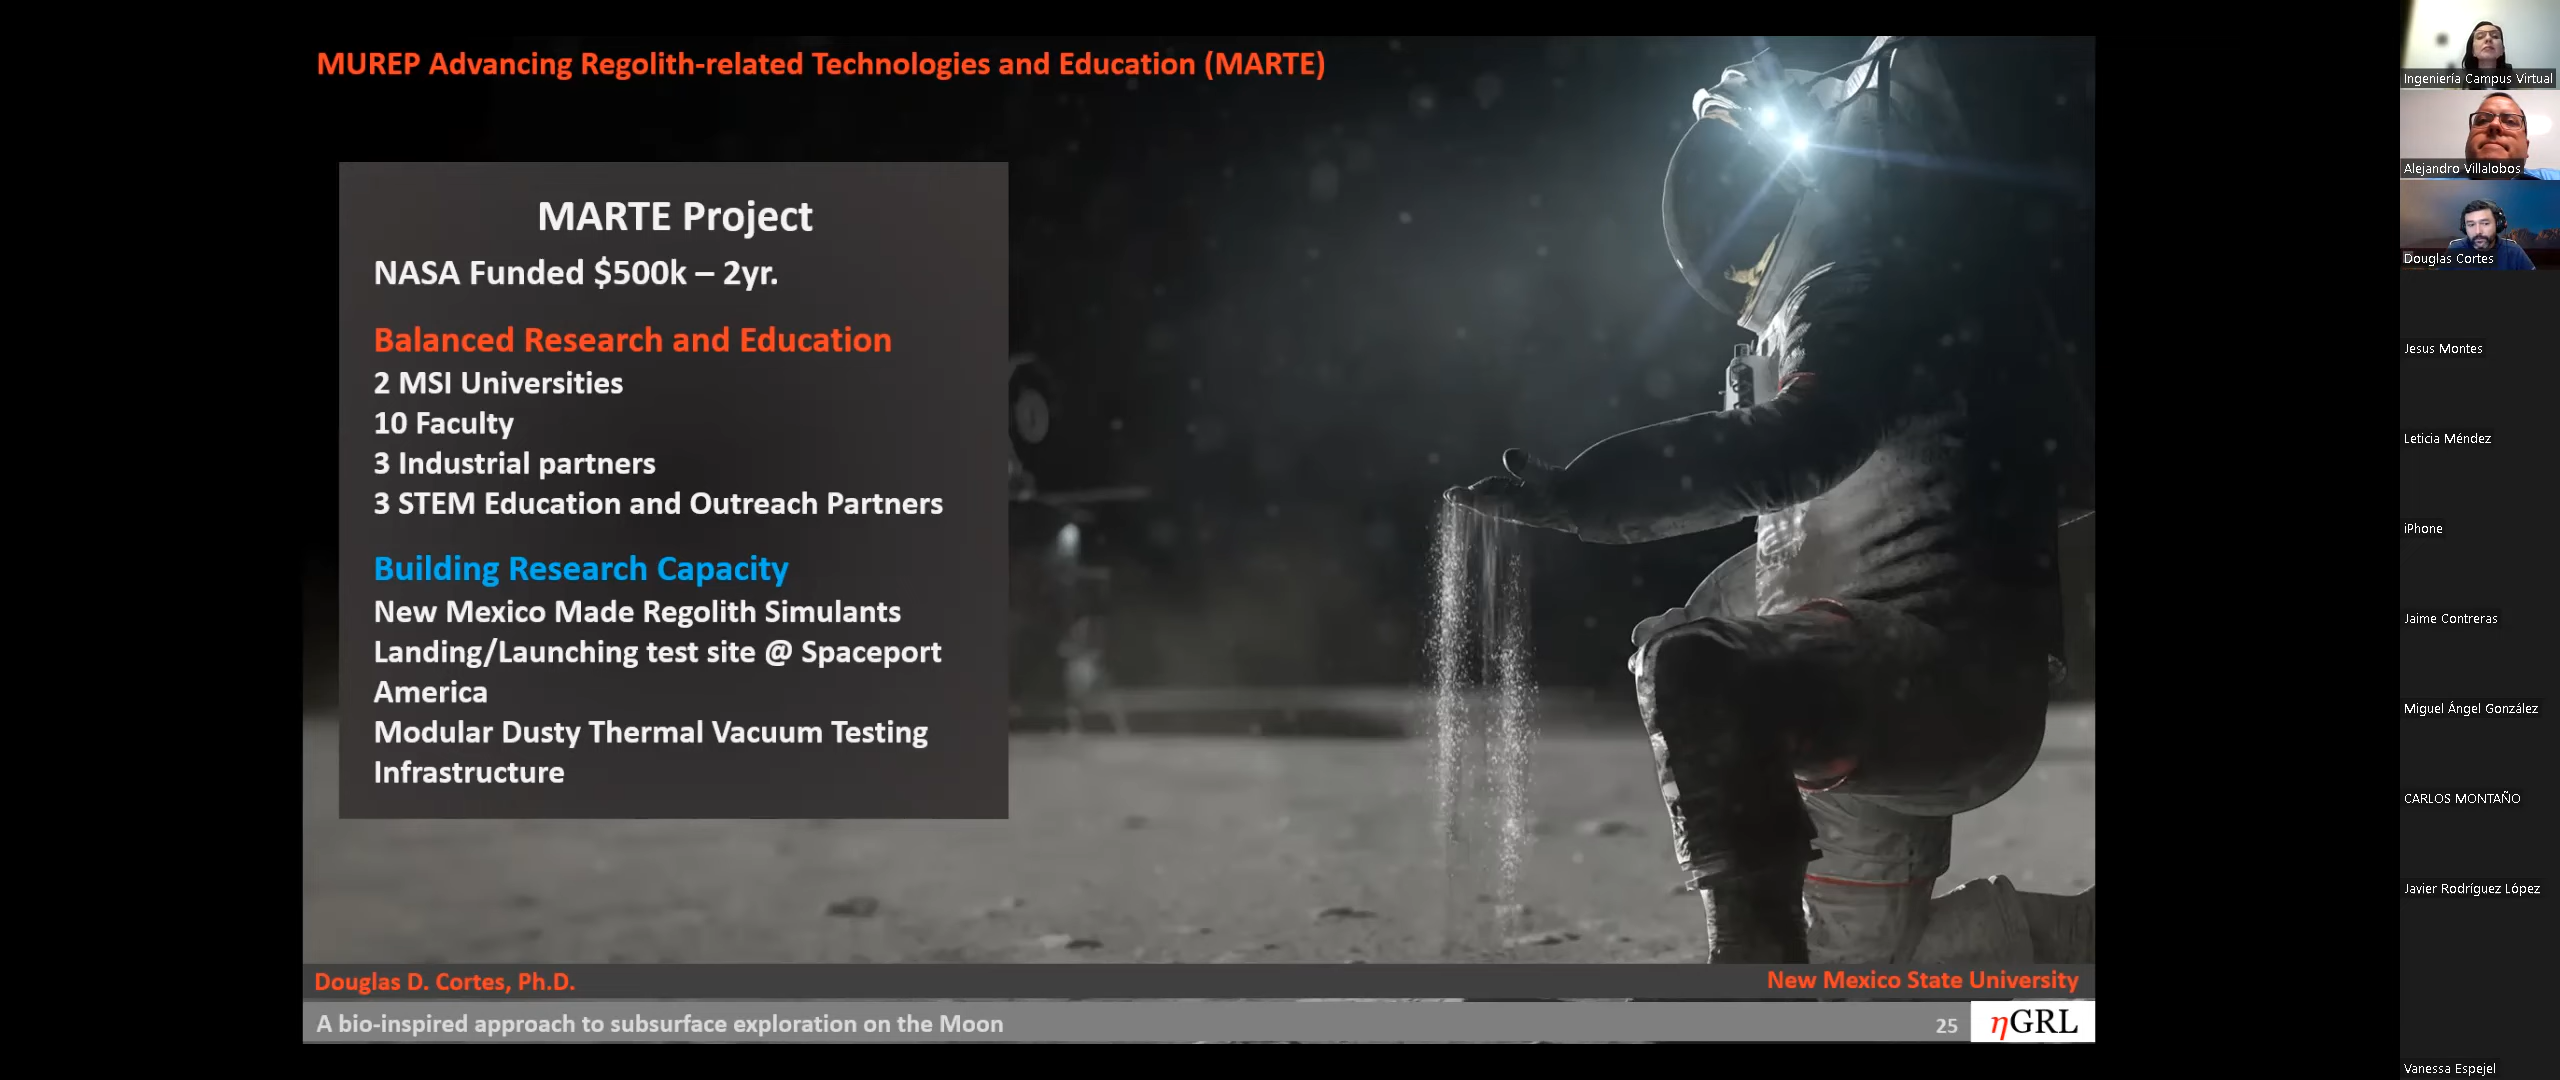 MUREP Advancing Regolith-related Technologies and Education (MARTE)
MARTE Project
NASA Funded $500k – 2yr.
Balanced Research and Education
2 MSI Universities
10 Faculty
3 Industrial partners
3 STEM Education and Outreach Partners
Building Research Capacity
New Mexico Made Regolith Simulants
Landing/Launching test site @ Spaceport
America
Modular Dusty Thermal Vacuum Testing
Infrastructure
Douglas D. Cortes, Ph.D.
New Mexico State University
A bio-inspired approach to subsurface exploration on the Moon
25
ηGRL
Ingeniería Campus Virtual
Alejandro Villalobos
Douglas Cortes
Jesus Montes
Leticia Méndez
iPhone
Jaime Contreras
Miguel Ángel González
CARLOS MONTAÑO
Javier Rodríguez López
Vanessa Espejel